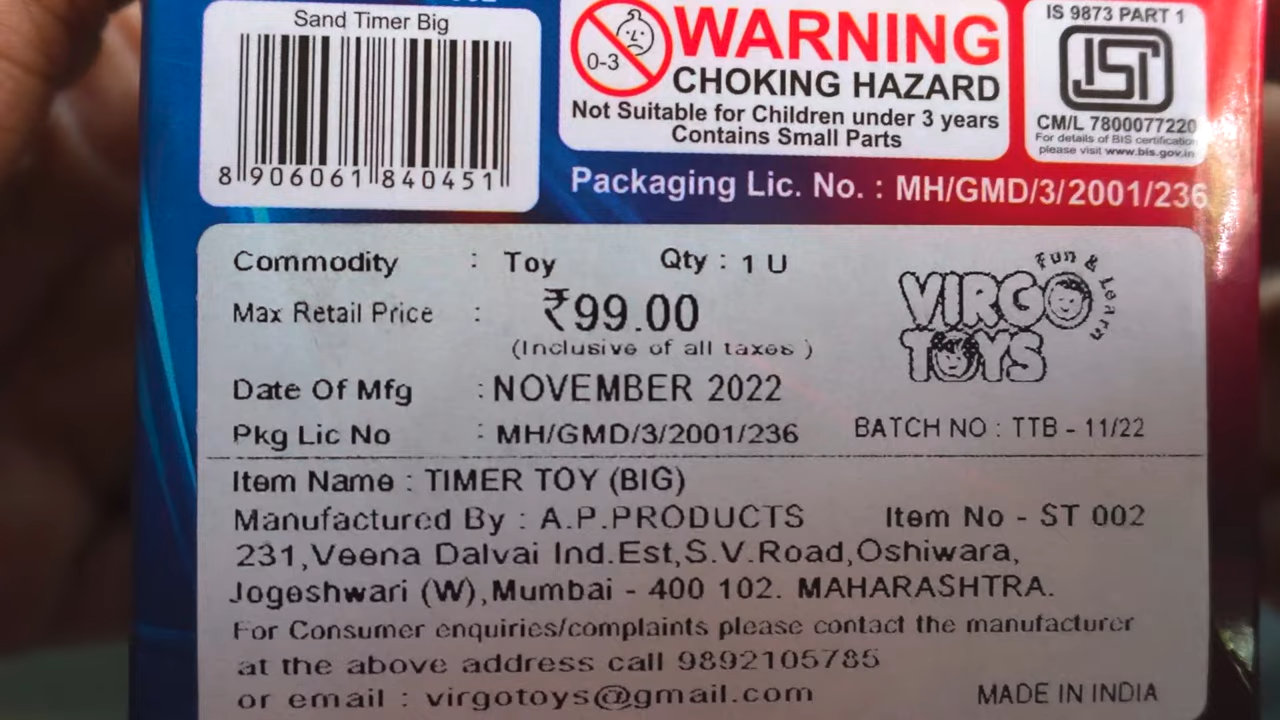 Sand Timer Big
8 906061 840451
0-3
WARNING
CHOKING HAZARD
Not Suitable for Children under 3 years
Contains Small Parts
IS 9873 PART 1
ISI
CM/L 7800077220
For details of BIS certification
please visit www.bis.gov.in
Packaging Lic. No. : MH/GMD/3/2001/236
Commodity : Toy Qty : 1 U
Max Retail Price : ₹99.00
(Inclusive of all taxes )
Fun & Learn
VIRGO
TOYS
Date Of Mfg : NOVEMBER 2022
Pkg Lic No : MH/GMD/3/2001/236 BATCH NO : TTB - 11/22
Item Name : TIMER TOY (BIG)
Manufactured By : A.P.PRODUCTS Item No - ST 002
231,Veena Dalvai Ind.Est,S.V.Road,Oshiwara,
Jogeshwari (W),Mumbai - 400 102. MAHARASHTRA.
For Consumer enquiries/complaints please contact the manufacturer
at the above address call 9892105785
or email : virgotoys@gmail.com MADE IN INDIA